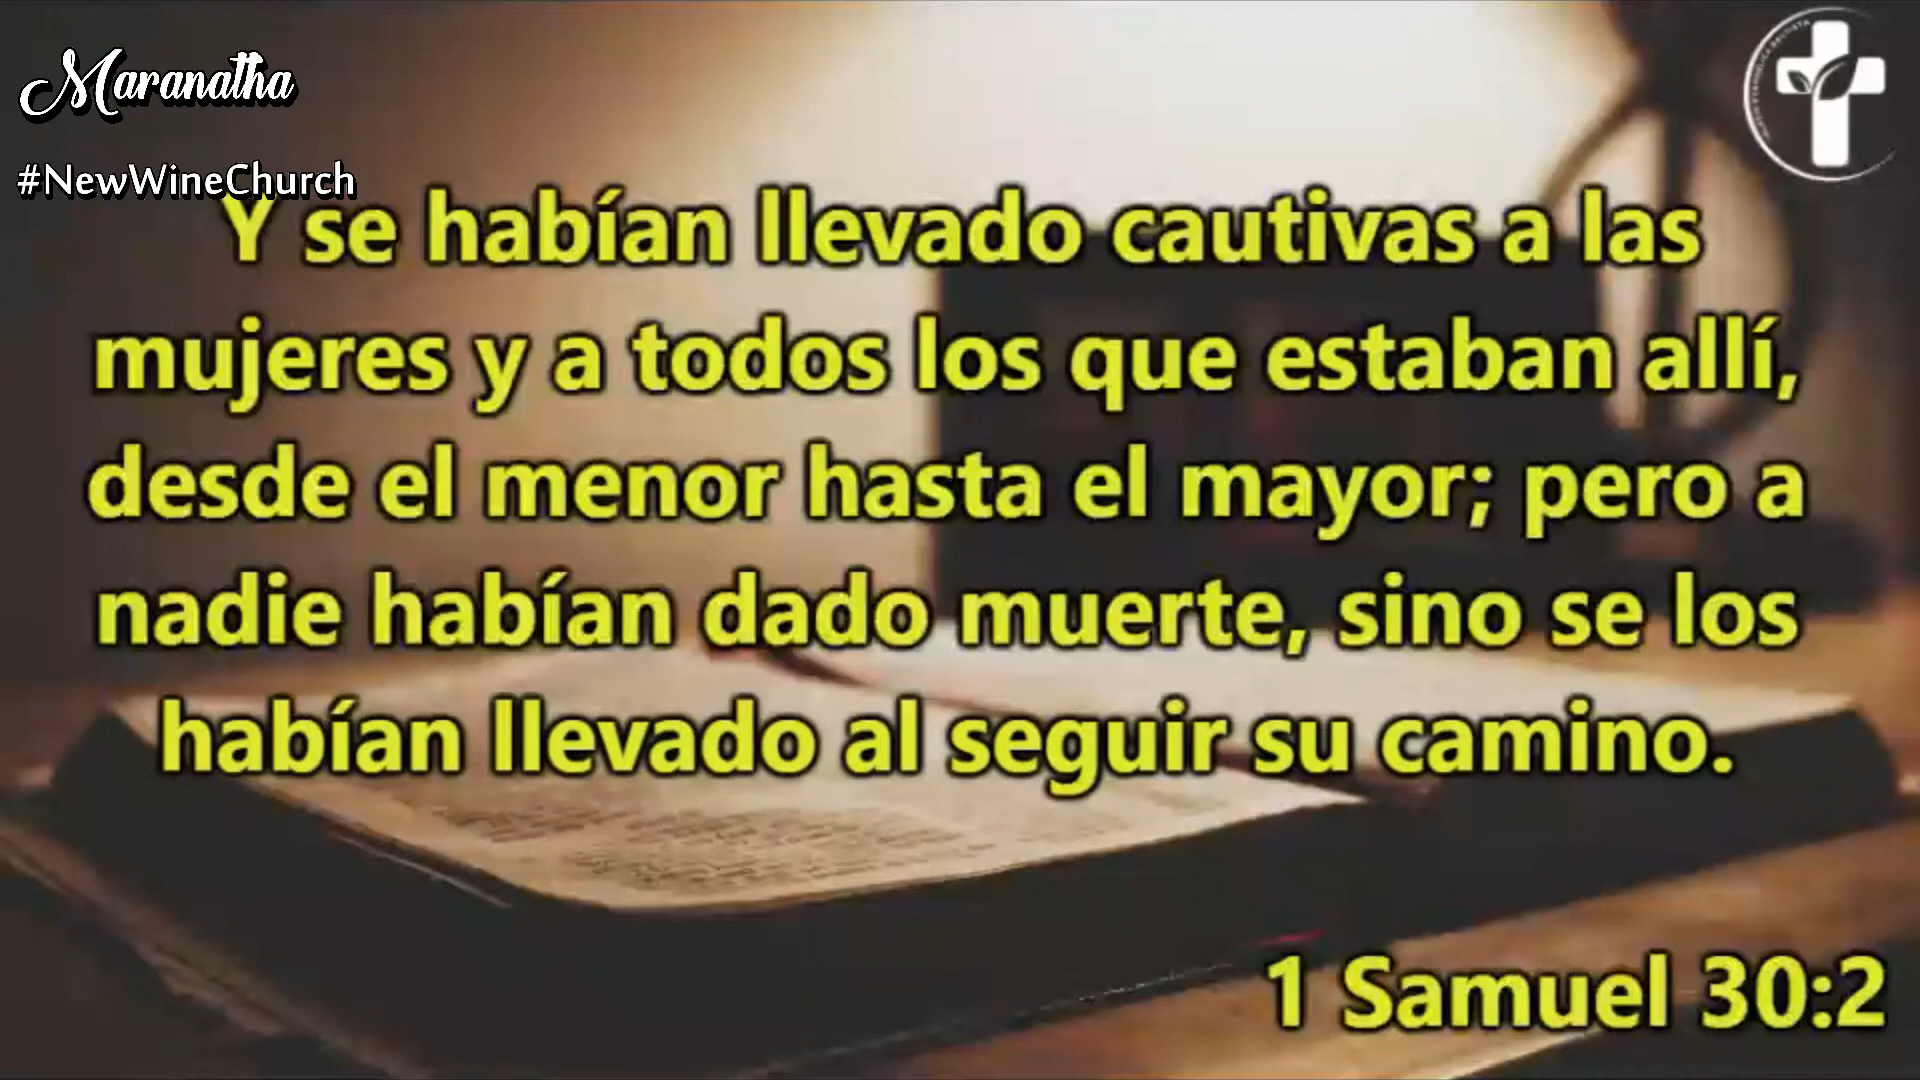 Maranatha
#NewWineChurch
Y se habían llevado cautivas a las
mujeres y a todos los que estaban allí,
desde el menor hasta el mayor; pero a
nadie habían dado muerte, sino se los
habían llevado al seguir su camino.
1 Samuel 30:2